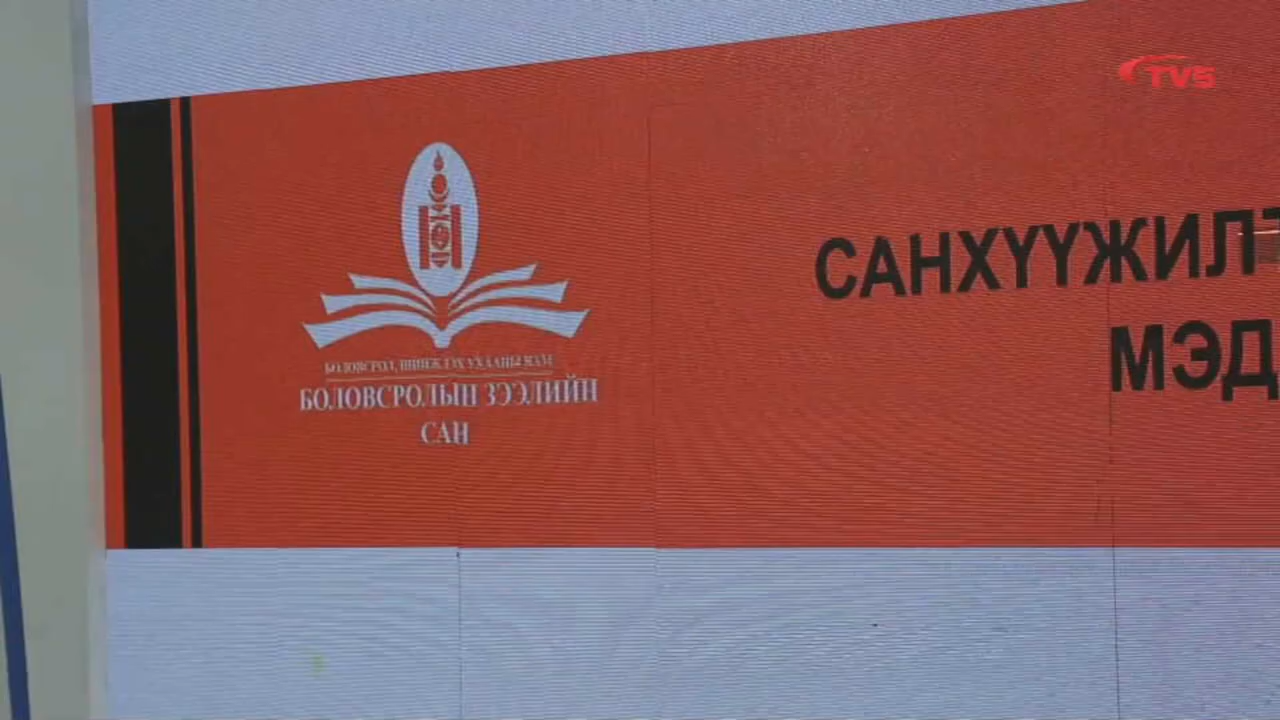 TVS
БОЛОВСРОЛ, ШИНЖЛЭХ УХААНЫ ЯАМ
БОЛОВСРОЛЫН ЗЭЭЛИЙН
САН
САНХҮҮЖИЛТ
МЭД